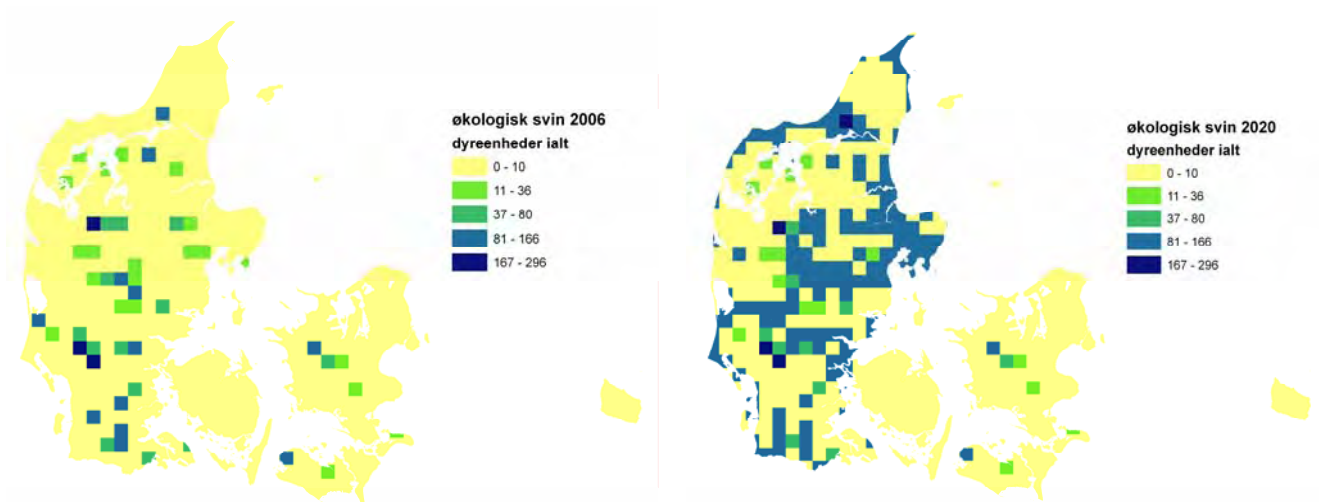 økologisk svin 2006
dyreenheder ialt
0 - 10
11 - 36
37 - 80
81 - 166
167 - 296
økologisk svin 2020
dyreenheder ialt
0 - 10
11 - 36
37 - 80
81 - 166
167 - 296